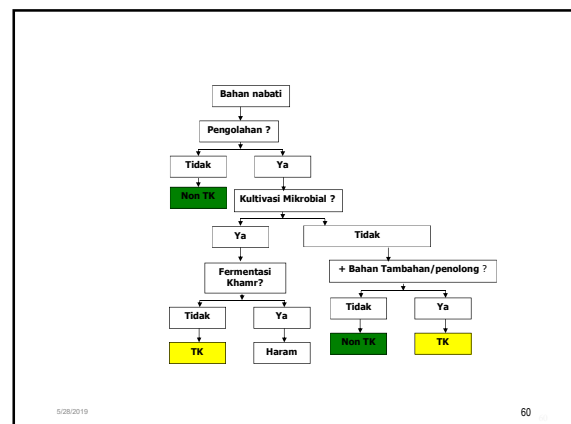 Bahan nabati
Pengolahan ?
Tidak
Ya
Non TK
Kultivasi Mikrobial ?
Ya
Tidak
Fermentasi
Khamr?
+ Bahan Tambahan/penolong ?
Tidak
Ya
Tidak
Ya
TK
Haram
Non TK
TK
5/28/2019
60